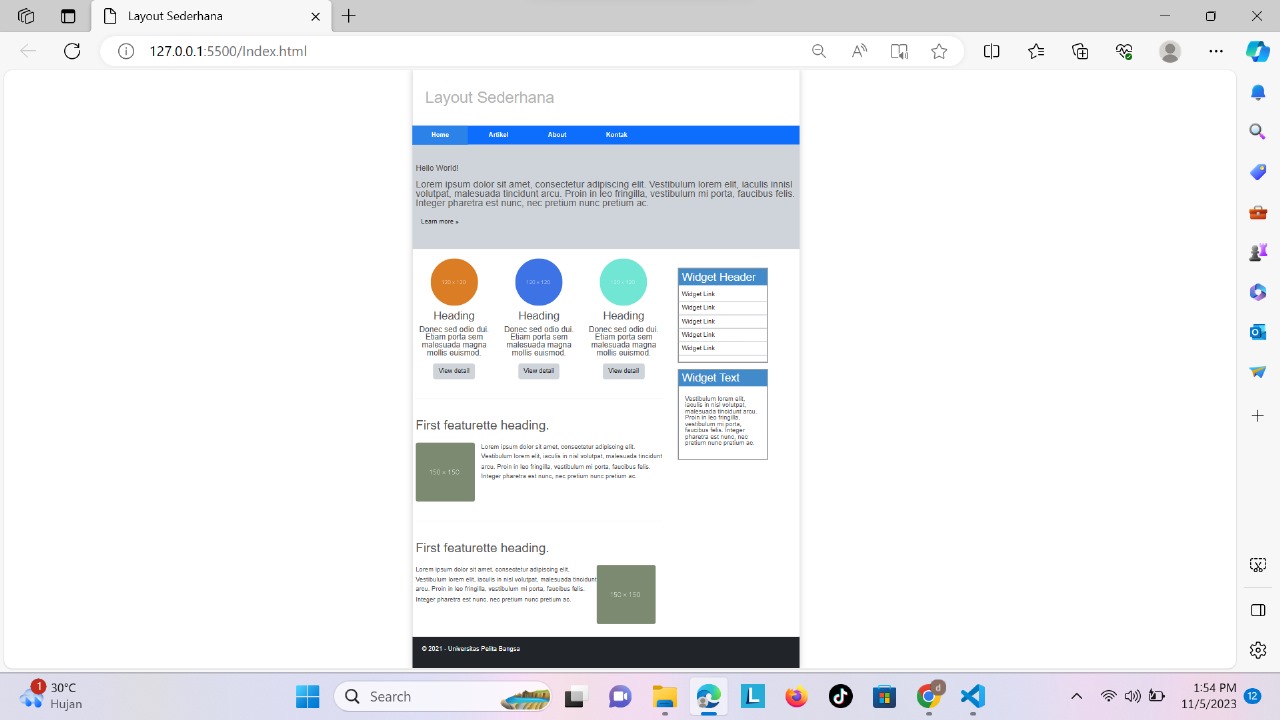 Layout Sederhana
127.0.0.1:5500/Index.html
Layout Sederhana
Home Artikel About Kontak
Hello World!
Lorem ipsum dolor sit amet, consectetur adipiscing elit. Vestibulum lorem elit, iaculis innisl
volutpat, malesuada tincidunt arcu. Proin in leo fringilla, vestibulum mi porta, faucibus felis.
Integer pharetra est nunc, nec pretium nunc pretium ac.
Learn more »
120 x 120
120 x 120
120 x 120
Heading
Heading
Heading
Donec sed odio dui.
Etiam porta sem
malesuada magna
mollis euismod.
Donec sed odio dui.
Etiam porta sem
malesuada magna
mollis euismod.
Donec sed odio dui.
Etiam porta sem
malesuada magna
mollis euismod.
View detail
View detail
View detail
Widget Header
Widget Link
Widget Link
Widget Link
Widget Link
Widget Link
Widget Text
Vestibulum lorem elit,
iaculis in nisl volutpat,
malesuada tincidunt arcu.
Proin in leo fringilla,
vestibulum mi porta,
faucibus felis. Integer
pharetra est nunc, nec
pretium nunc pretium ac.
First featurette heading.
150 × 150
Lorem ipsum dolor sit amet, consectetur adipiscing elit.
Vestibulum lorem elit, iaculis in nisl volutpat, malesuada tincidunt
arcu. Proin in leo fringilla, vestibulum mi porta, faucibus felis.
Integer pharetra est nunc, nec pretium nunc pretium ac.
First featurette heading.
Lorem ipsum dolor sit amet, consectetur adipiscing elit.
Vestibulum lorem elit, iaculis in nisl volutpat, malesuada tincidunt
arcu. Proin in leo fringilla, vestibulum mi porta, faucibus felis.
Integer pharetra est nunc, nec pretium nunc pretium ac.
150 × 150
© 2021 - Universitas Pelita Bangsa
1
30°C
Hujan
Search
d
1:54 PM
12